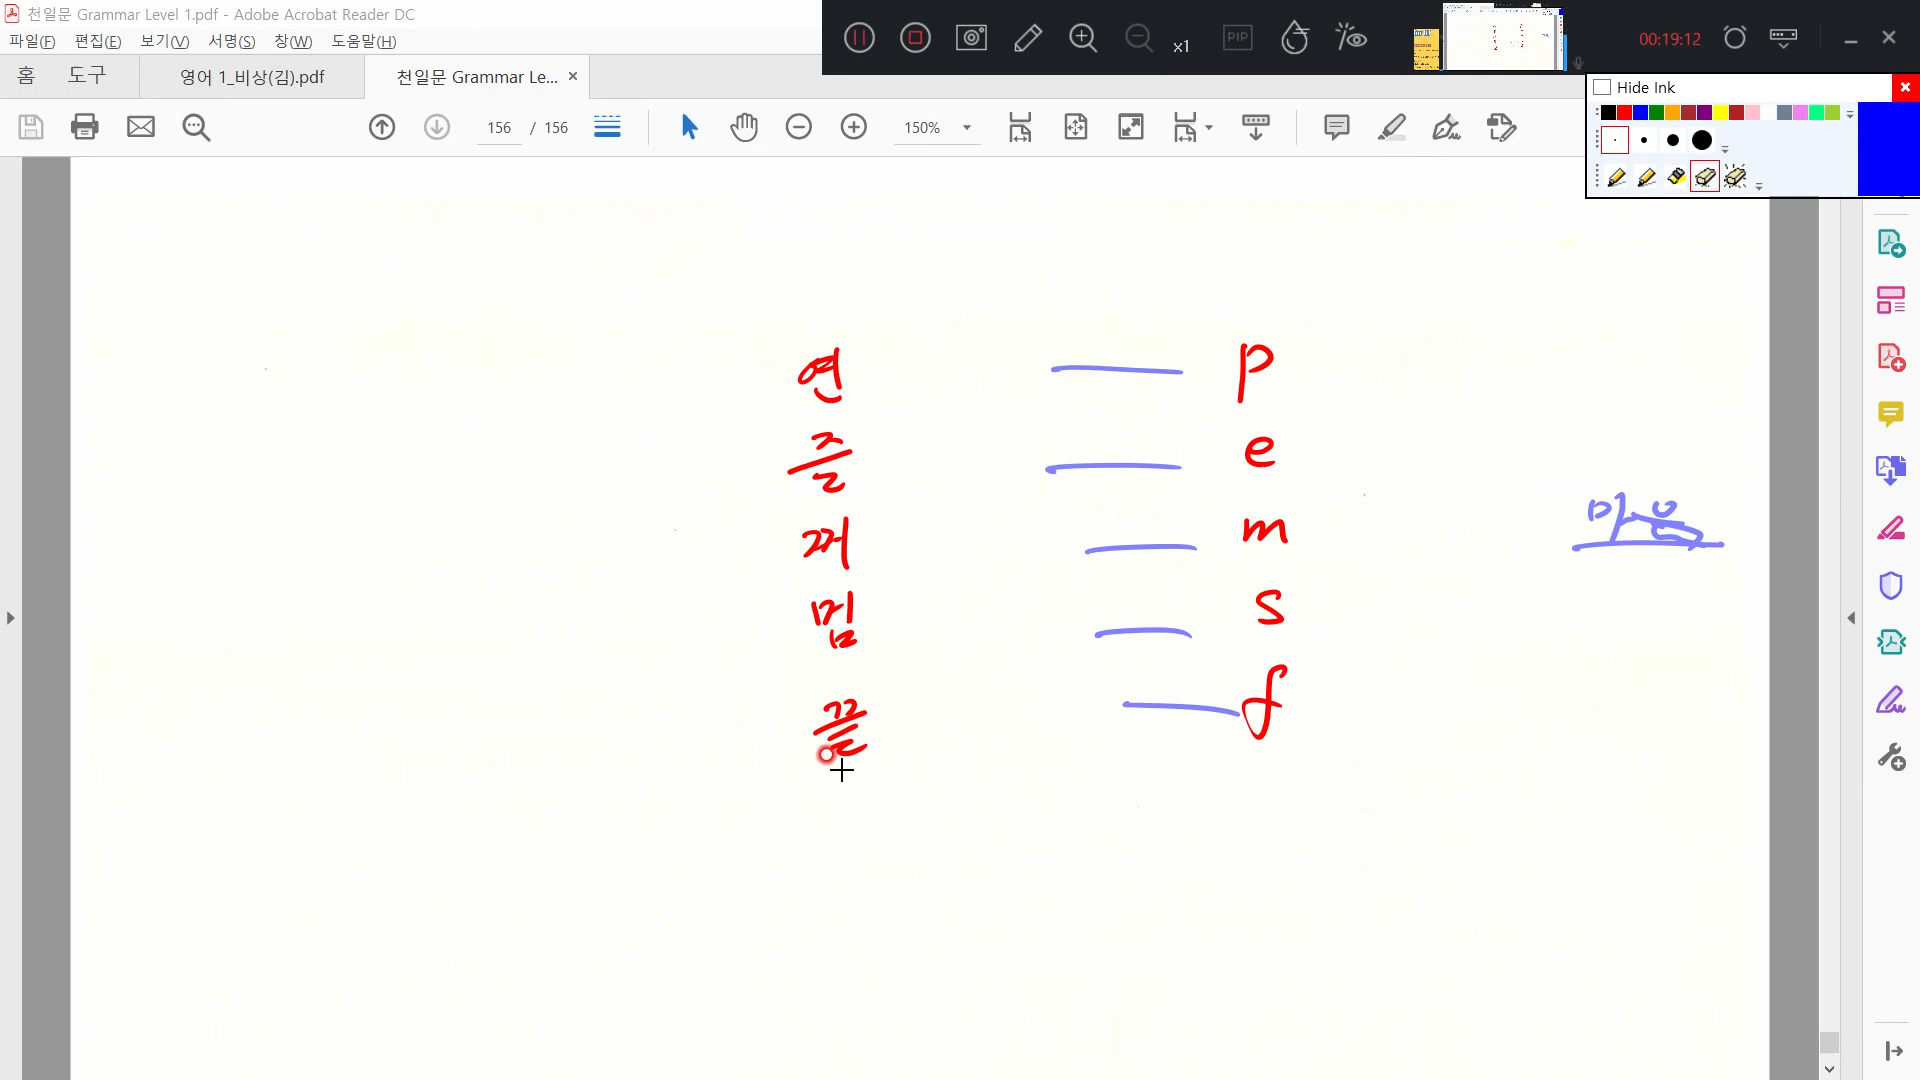 천일문 Grammar Level 1.pdf - Adobe Acrobat Reader DC
파일(F) 편집(E) 보기(V) 서명(S) 창(W) 도움말(H)
x1
PIP
00:19:12
홈 도구 영어 1_비상(김).pdf 천일문 Grammar Le... ×
Hide Ink
156 / 156 150%
연 P
즐 e
꺼 m
멈 s
끌 f
마음